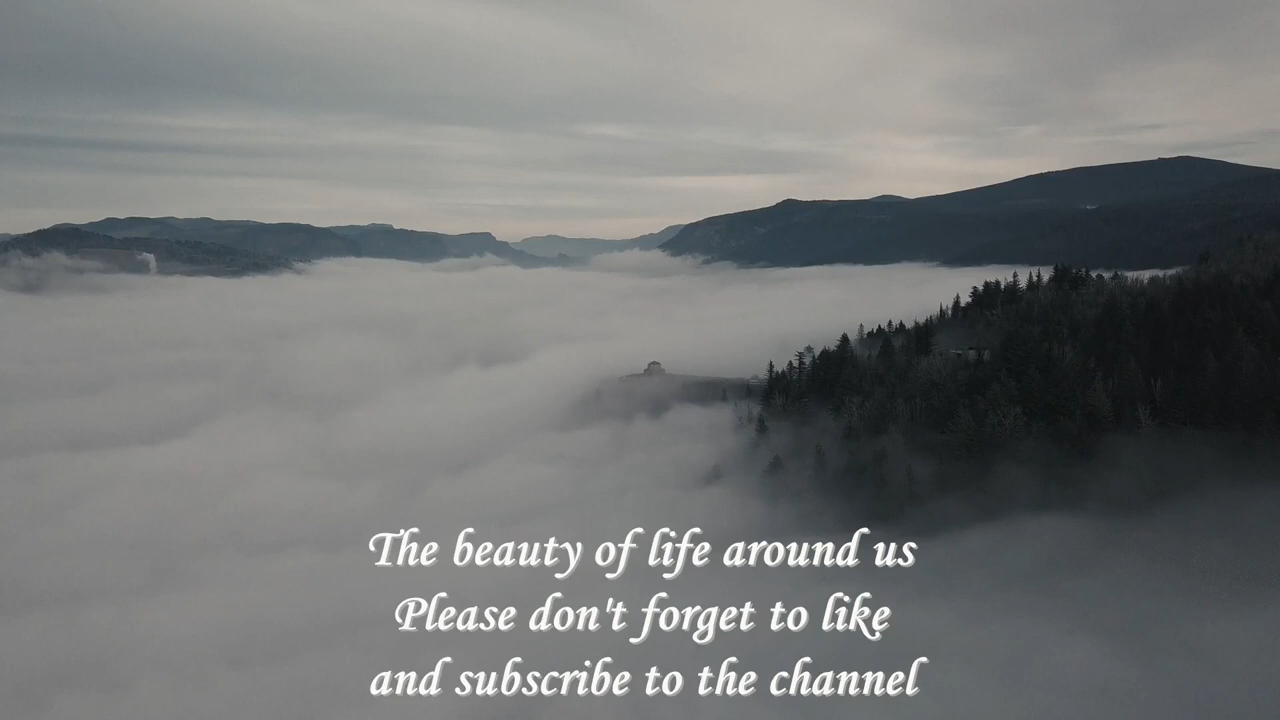 The beauty of life around us
Please don't forget to like
and subscribe to the channel